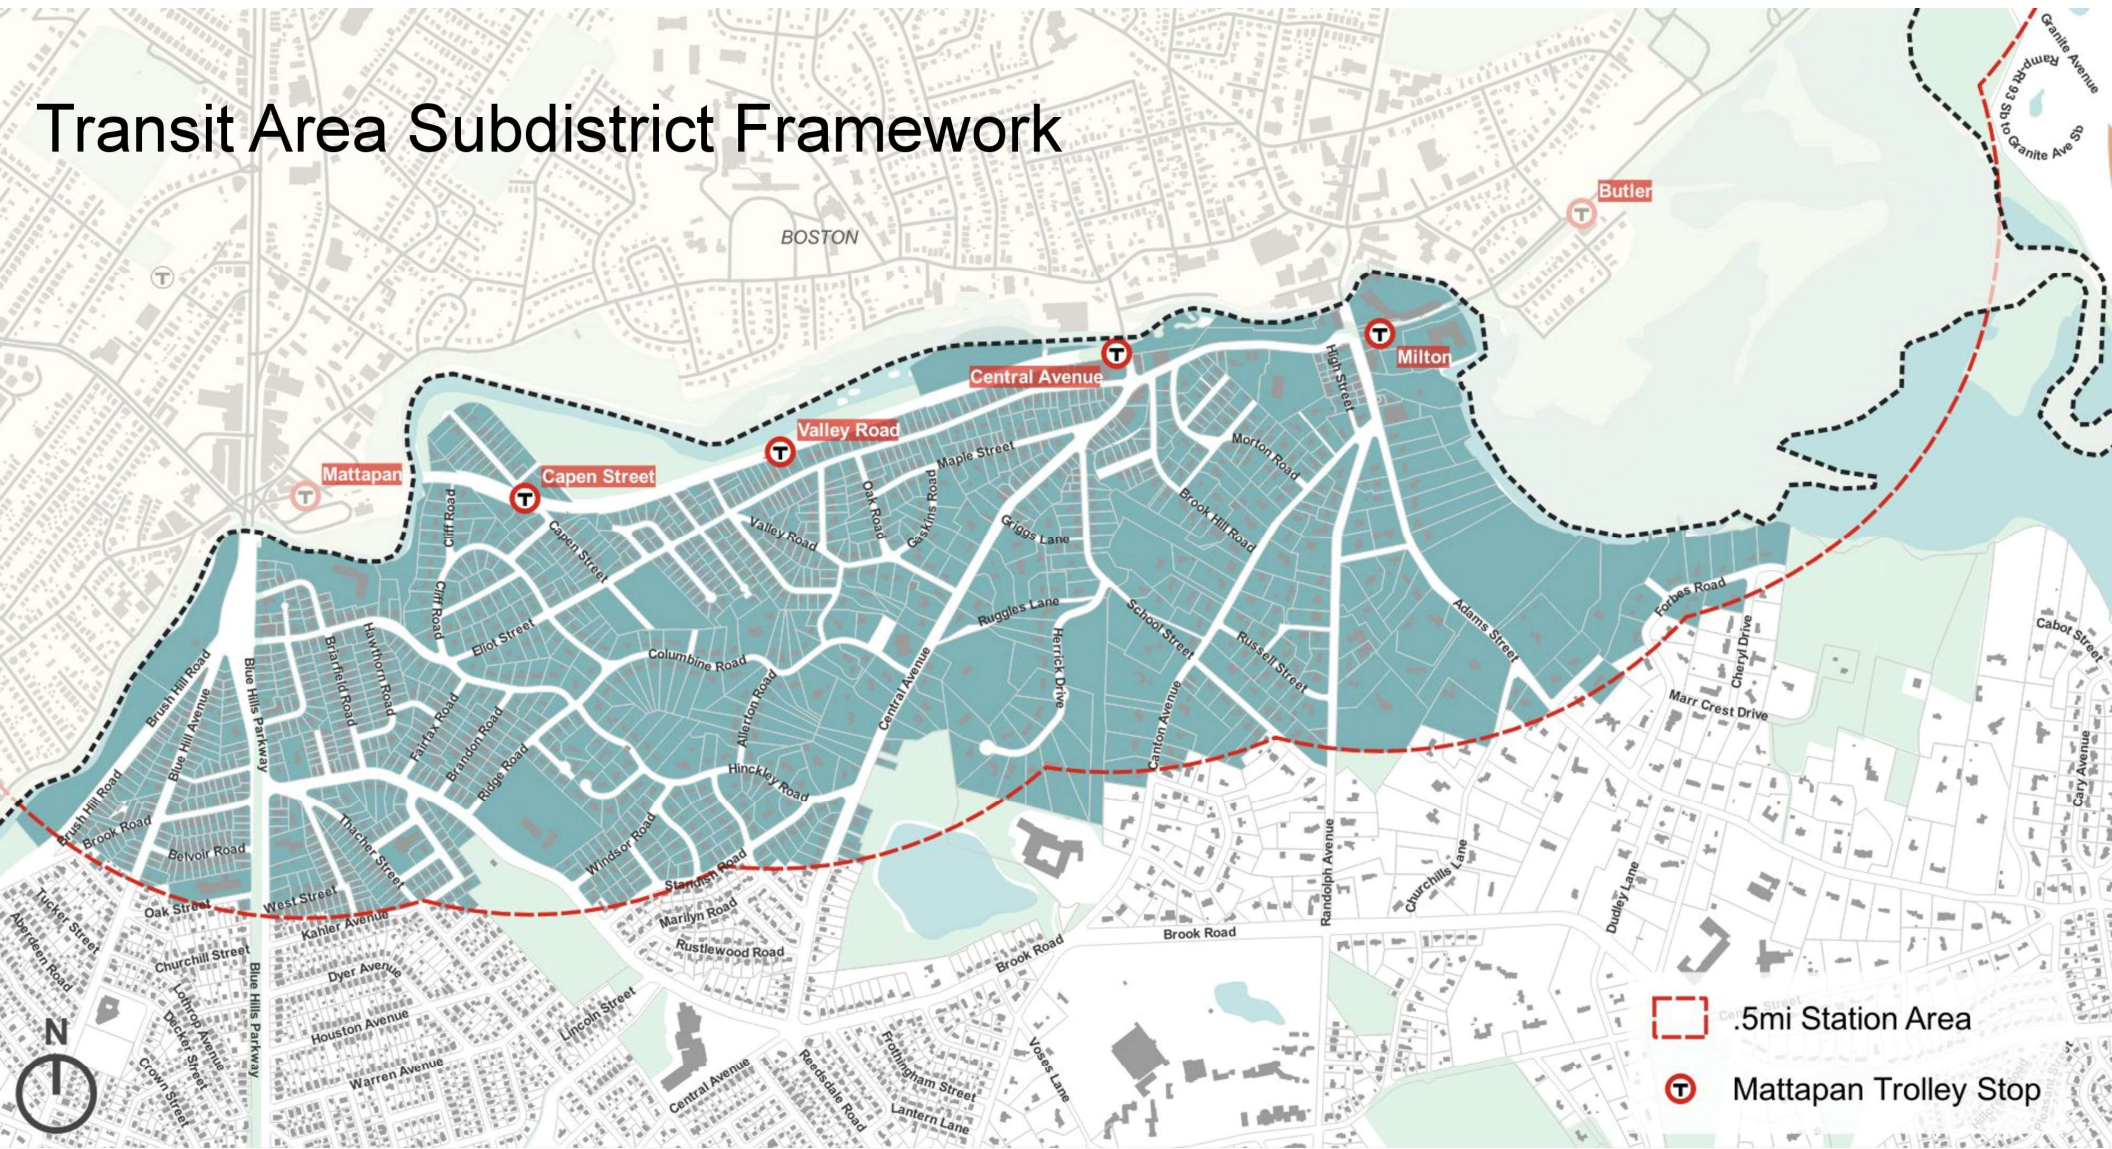 Transit Area Subdistrict Framework
Granite Avenue
Ramp-Rt 93 Sb to Granite Ave Sb
Butler
T
BOSTON
T
T
Milton
T
Central Avenue
High Street
Valley Road
T
Mattapan
T
Capen Street
T
Maple Street
Morton Road
Oak Road
Gaskins Road
Cliff Road
Capen Street
Valley Road
Griggs Lane
Brook Hill Road
Cliff Road
Eliot Street
Ruggles Lane
School Street
Adams Street
Forbes Road
Cabot Street
Cheryl Drive
Marr Crest Drive
Cary Avenue
Columbine Road
Herrick Drive
Russell Street
Hawthorn Road
Briarfield Road
Brush Hill Road
Blue Hill Avenue
Blue Hills Parkway
Fairfax Road
Brandon Road
Ridge Road
Allerton Road
Central Avenue
Canton Avenue
Hinckley Road
Brush Hill Road
Brook Road
Belvoir Road
Thacher Street
Windsor Road
Standish Road
Randolph Avenue
Churchills Lane
Dudley Lane
West Street
Oak Street
Kahler Avenue
Marilyn Road
Rustlewood Road
Brook Road
Brook Road
Tucker Street
Aberdeen Road
Churchill Street
Dyer Avenue
Lothrop Avenue
Decker Street
Blue Hills Parkway
Houston Avenue
Lincoln Street
Warren Avenue
Crown Street
Central Avenue
Reedsdale Road
Frothingham Street
Lantern Lane
Voses Lane
N
.5mi Station Area
T
Mattapan Trolley Stop